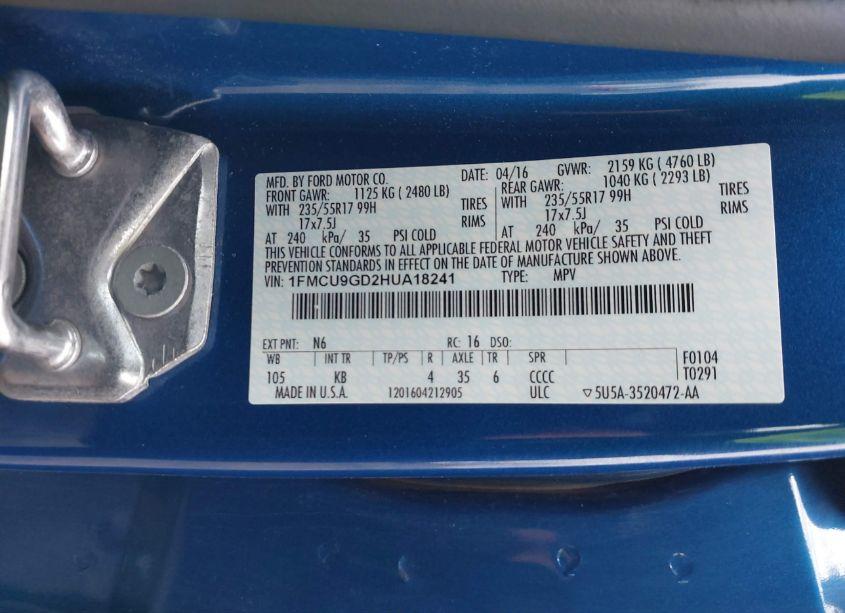 MFD. BY FORD MOTOR CO. DATE: 04/16 GVWR: 2159 KG ( 4760 LB)
FRONT GAWR: 1125 KG ( 2480 LB) REAR GAWR: 1040 KG ( 2293 LB)
WITH 235/55R17 99H TIRES WITH 235/55R17 99H TIRES
17x7.5J RIMS 17x7.5J RIMS
AT 240 kPa/ 35 PSI COLD AT 240 kPa/ 35 PSI COLD
THIS VEHICLE CONFORMS TO ALL APPLICABLE FEDERAL MOTOR VEHICLE SAFETY AND THEFT
PREVENTION STANDARDS IN EFFECT ON THE DATE OF MANUFACTURE SHOWN ABOVE.
VIN: 1FMCU9GD2HUA18241 TYPE: MPV
EXT PNT: N6 RC: 16 DSO:
WB INT TR TP/PS R AXLE TR SPR F0104
105 KB 4 35 6 CCCC T0291
MADE IN U.S.A. 1201604212905 ULC ▽5U5A-3520472-AA